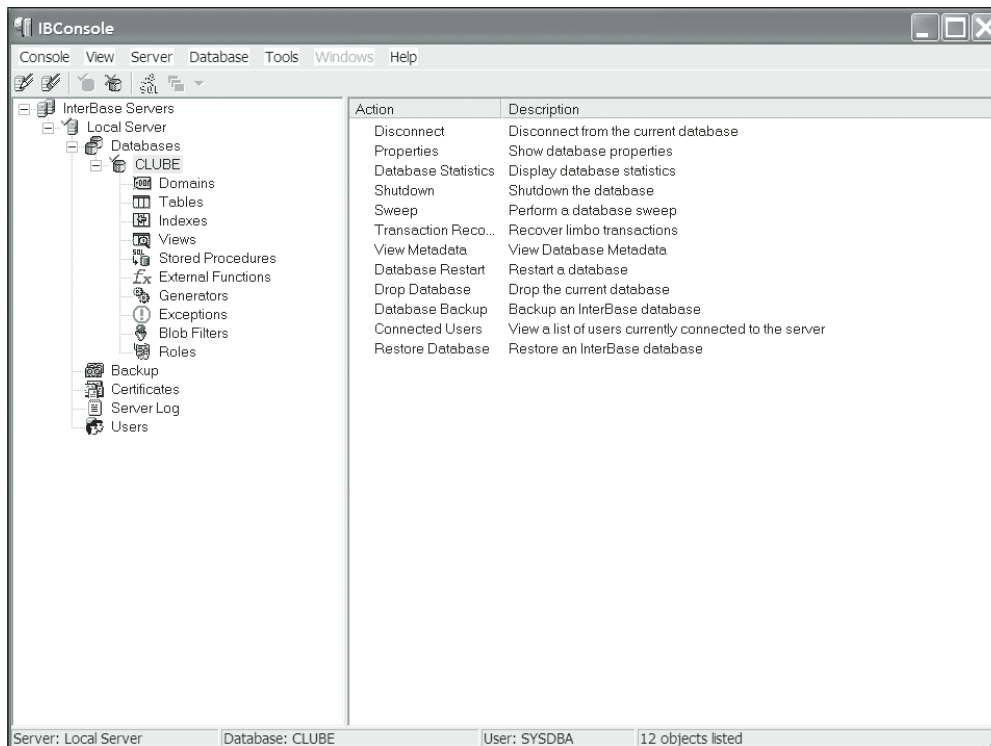 IBConsole
Console View Server Database Tools Windows Help
SQL
InterBase Servers
Local Server
Databases
CLUBE
Domains
Tables
Indexes
Views
Stored Procedures
External Functions
Generators
Exceptions
Blob Filters
Roles
Backup
Certificates
Server Log
Users
Action Description
Disconnect Disconnect from the current database
Properties Show database properties
Database Statistics Display database statistics
Shutdown Shutdown the database
Sweep Perform a database sweep
Transaction Reco... Recover limbo transactions
View Metadata View Database Metadata
Database Restart Restart a database
Drop Database Drop the current database
Database Backup Backup an InterBase database
Connected Users View a list of users currently connected to the server
Restore Database Restore an InterBase database
Server: Local Server Database: CLUBE User: SYSDBA 12 objects listed